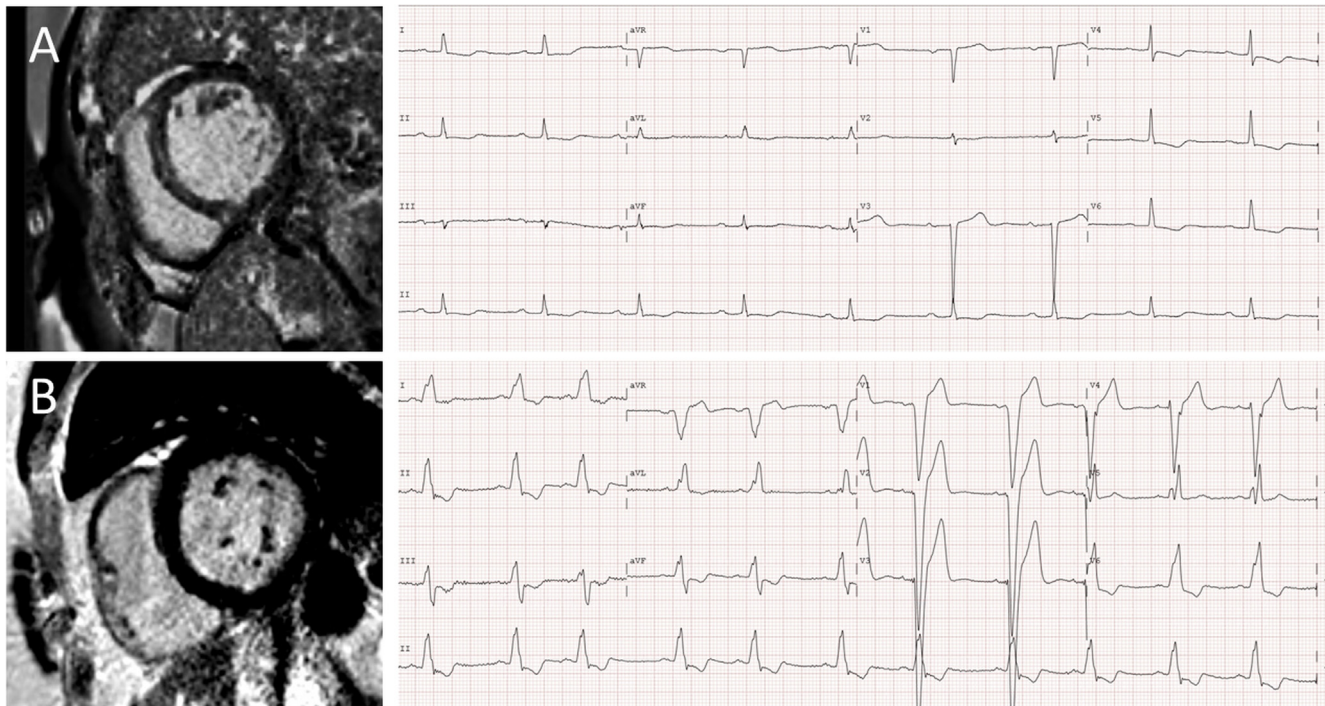 A
I aVR V1 V4
II aVL V2 V5
III aVF V3 V6
II
B
I aVR V1 V4
II aVL V2 V5
III aVF V3 V6
II